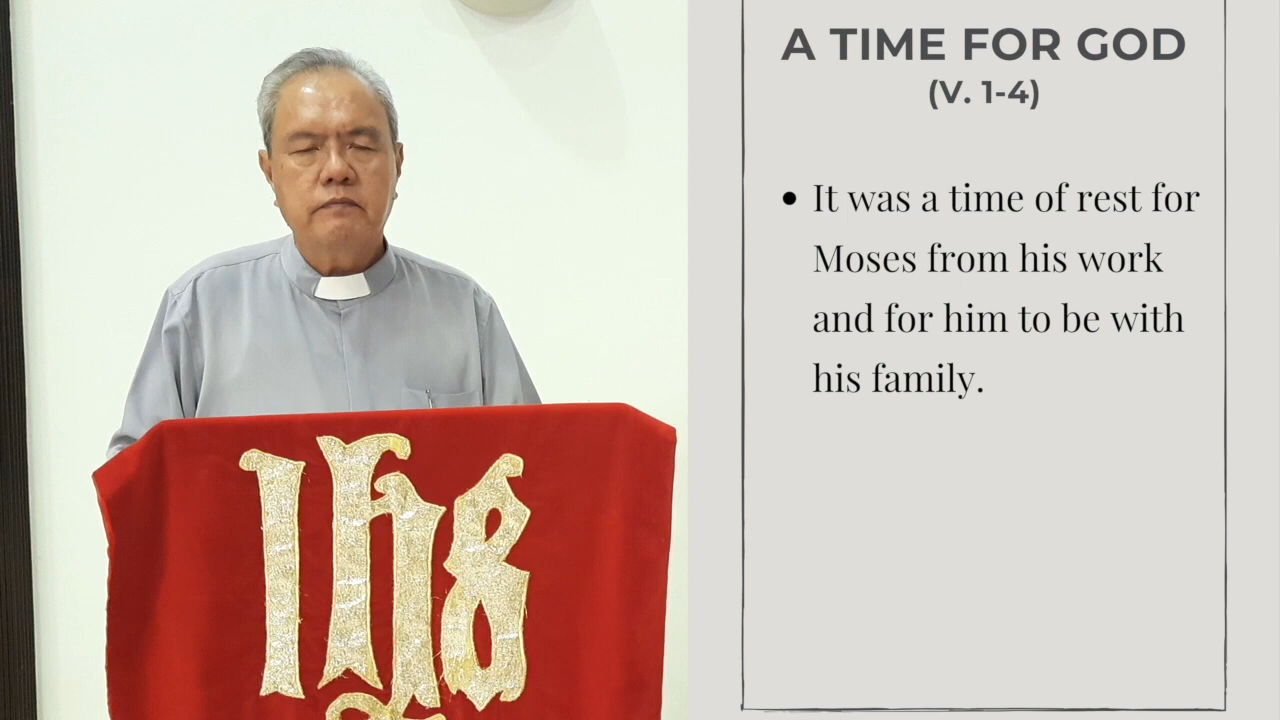 IHS
A TIME FOR GOD
(V. 1-4)
• It was a time of rest for
Moses from his work
and for him to be with
his family.